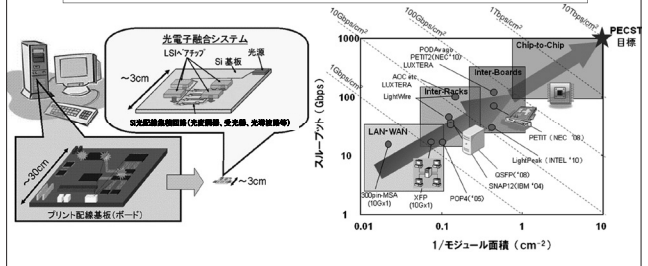 光電子融合システム
LSIベアチップ
Si 基板
光源
~3cm
Si光配線集積回路(光変調器、受光器、光導波路等)
~30cm
~3cm
プリント配線基板(ボード)
10Gbps/cm²
100Gbps/cm²
1Tbps/cm²
10Tbps/cm²
1Gbps/cm²
PECST
目標
Chip-to-Chip
PODAvago
PETIT2(NEC'10)
LUXTERA
Inter-Boards
AOC etc
LUXTERA
Inter-Racks
LightWire
LAN~WAN
PETIT (NEC '08)
LightPeak (INTEL '10)
QSFP('08)
SNAP12(IBM '04)
POP4('05)
300pin-MSA
(10Gx1)
XFP
(10Gx1)
スループット (Gbps)
1000
100
10
1
0.01
0.1
1
10
1/モジュール面積 (cm⁻²)